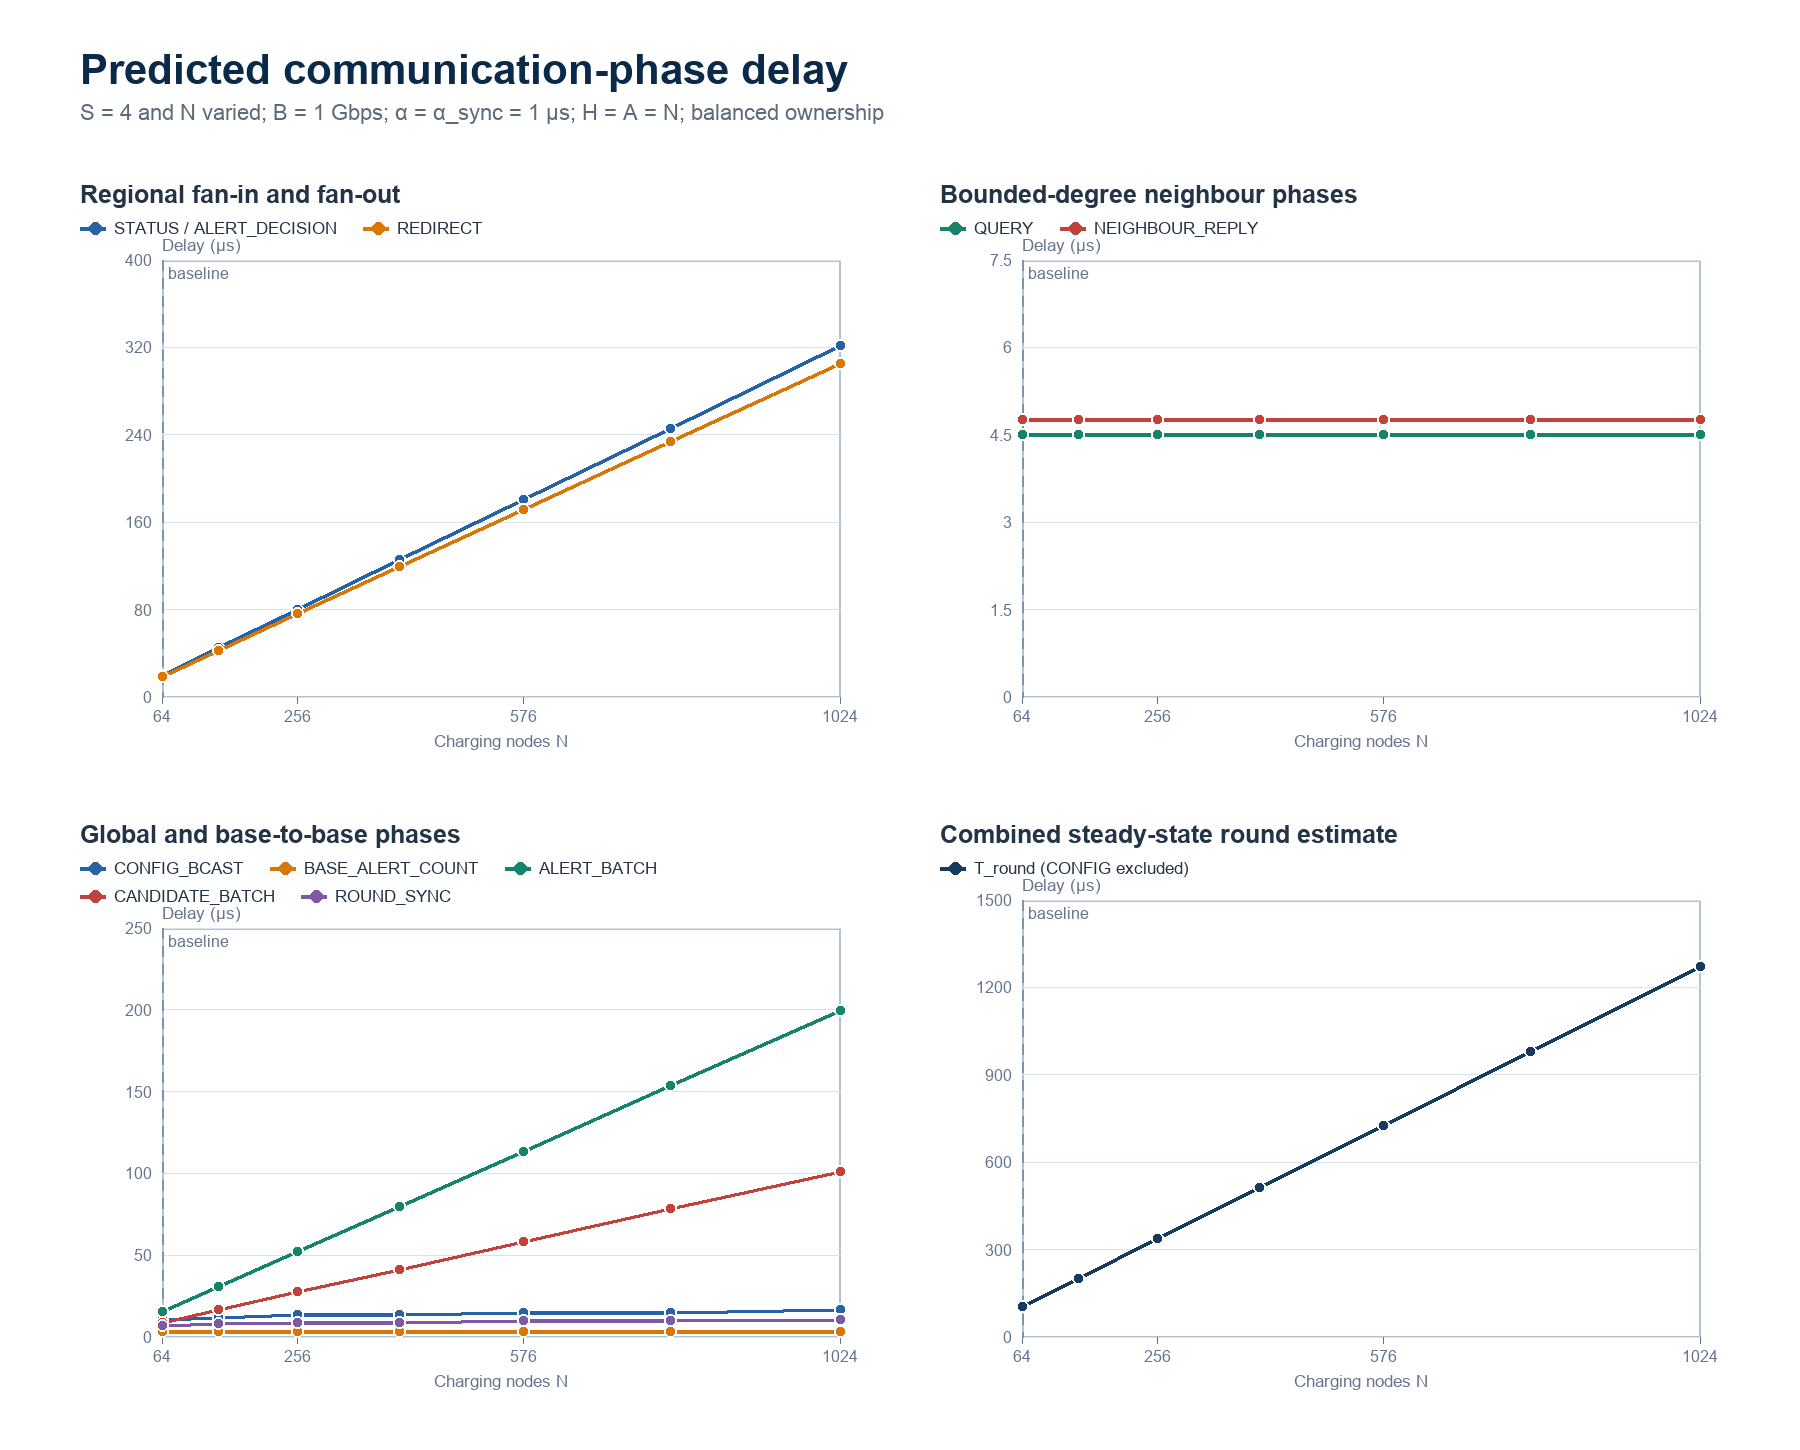 Predicted communication-phase delay
S = 4 and N varied; B = 1 Gbps; α = α_sync = 1 µs; H = A = N; balanced ownership
Regional fan-in and fan-out
STATUS / ALERT_DECISION REDIRECT
Delay (µs)
400
baseline
320
240
160
80
0
64 256 576 1024
Charging nodes N
Bounded-degree neighbour phases
QUERY NEIGHBOUR_REPLY
Delay (µs)
7.5
baseline
6
4.5
3
1.5
0
64 256 576 1024
Charging nodes N
Global and base-to-base phases
CONFIG_BCAST BASE_ALERT_COUNT ALERT_BATCH
CANDIDATE_BATCH ROUND_SYNC
Delay (µs)
250
baseline
200
150
100
50
0
64 256 576 1024
Charging nodes N
Combined steady-state round estimate
T_round (CONFIG excluded)
Delay (µs)
1500
baseline
1200
900
600
300
0
64 256 576 1024
Charging nodes N